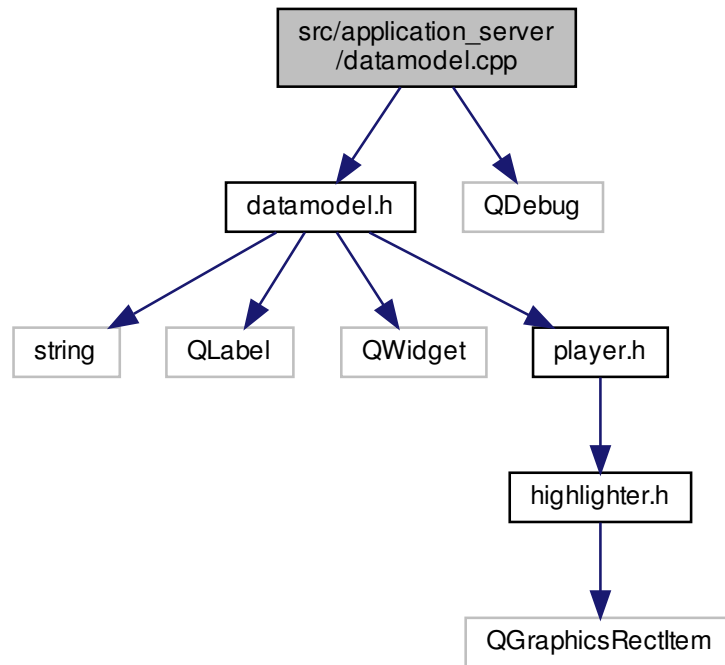 src/application_server
/datamodel.cpp
datamodel.h
QDebug
string
QLabel
QWidget
player.h
highlighter.h
QGraphicsRectItem